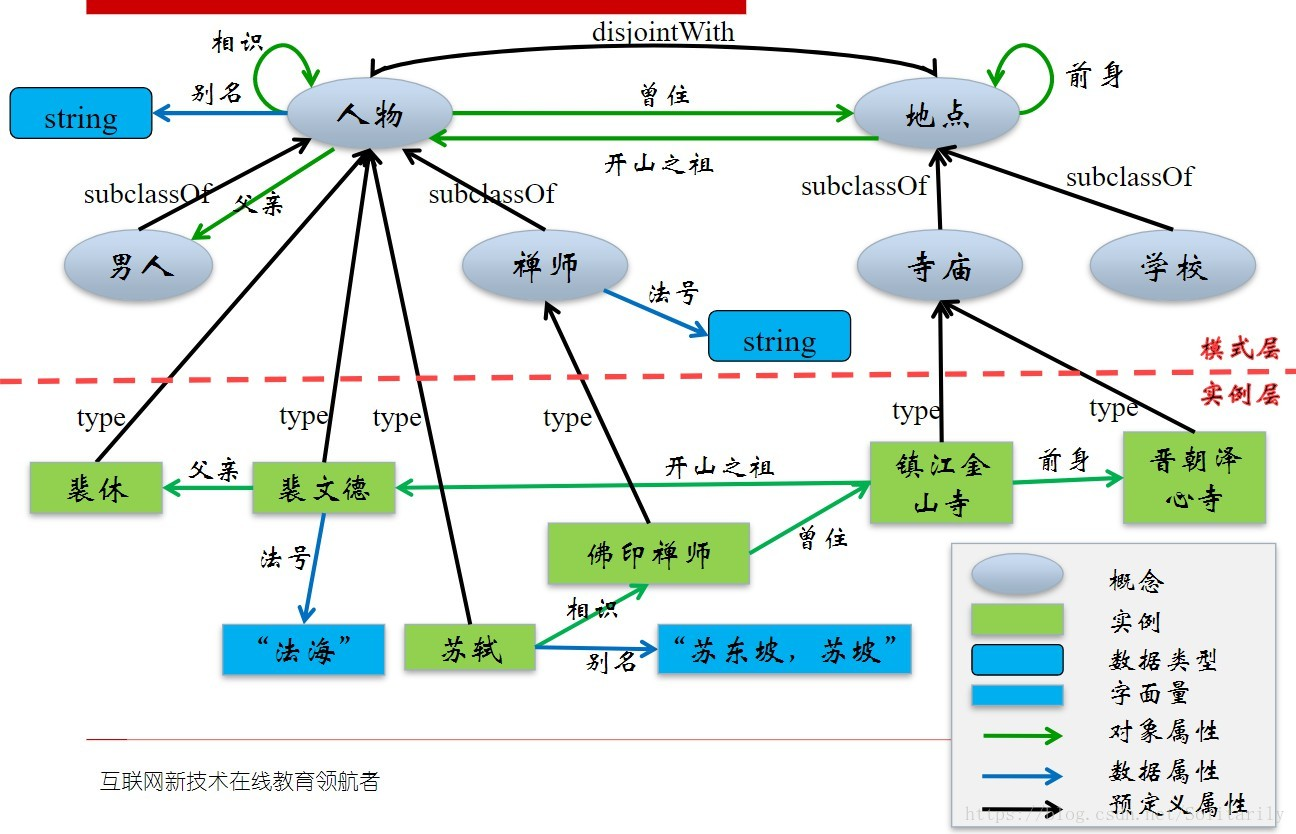 disjointWith
相识
前身
别名
string
人物
曾住
地点
开山之祖
subclassOf
父亲
subclassOf
subclassOf
subclassOf
男人
禅师
寺庙
学校
法号
string
模式层
实例层
type
type
type
type
type
type
裴休
父亲
裴文德
开山之祖
镇江金
山寺
前身
晋朝泽
心寺
法号
佛印禅师
曾住
相识
“法海”
苏轼
别名
“苏东坡，苏坡”
概念
实例
数据类型
字面量
对象属性
数据属性
预定义属性
互联网新技术在线教育领航者
https://blog.csdn.net/Solitarily